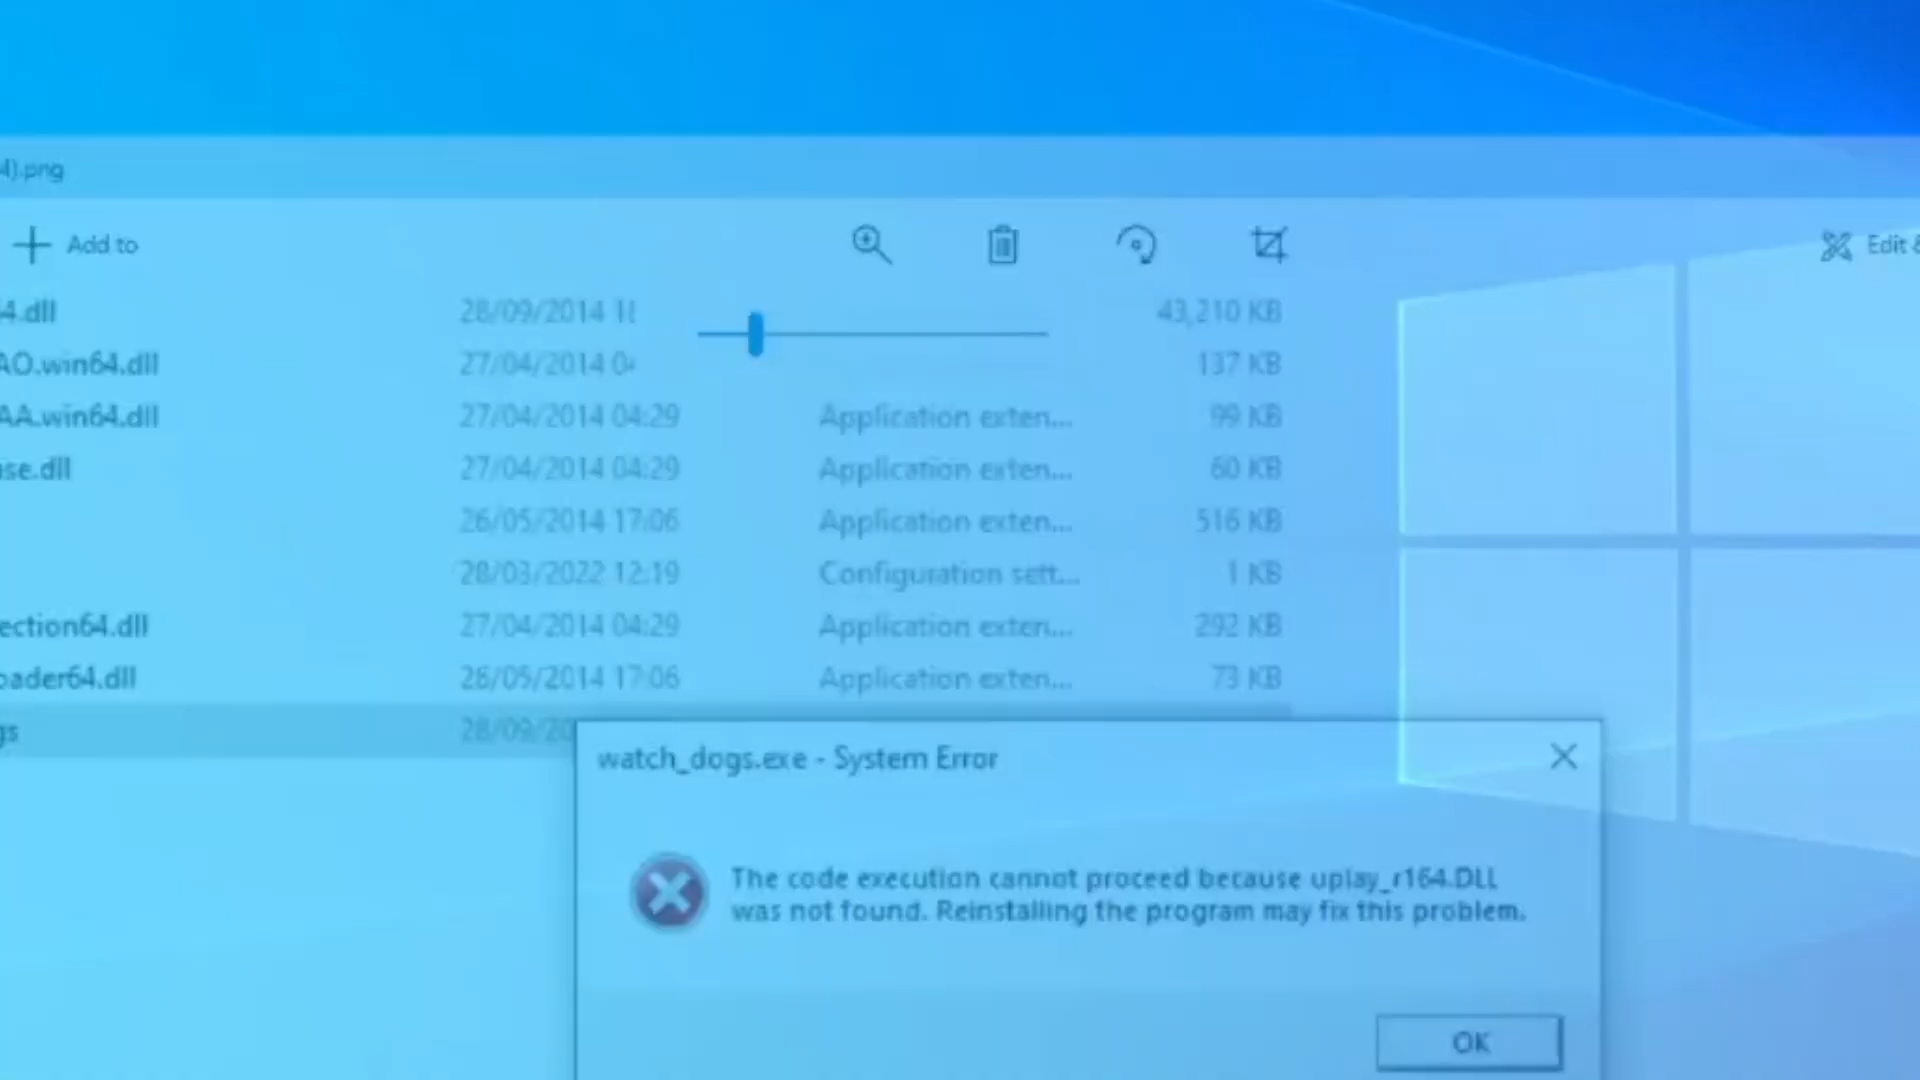 4).png
Add to
Edit &
4.dll 28/09/2014 43,210 KB
AO.win64.dll 27/04/2014 137 KB
AA.win64.dll 27/04/2014 04:29 Application exten... 99 KB
se.dll 27/04/2014 04:29 Application exten... 60 KB
26/05/2014 17:06 Application exten... 516 KB
28/03/2022 12:19 Configuration sett... 1 KB
ection64.dll 27/04/2014 04:29 Application exten... 292 KB
oader64.dll 26/05/2014 17:06 Application exten... 73 KB
gs 28/09/20
watch_dogs.exe - System Error
The code execution cannot proceed because uplay_r164.DLL
was not found. Reinstalling the program may fix this problem.
OK